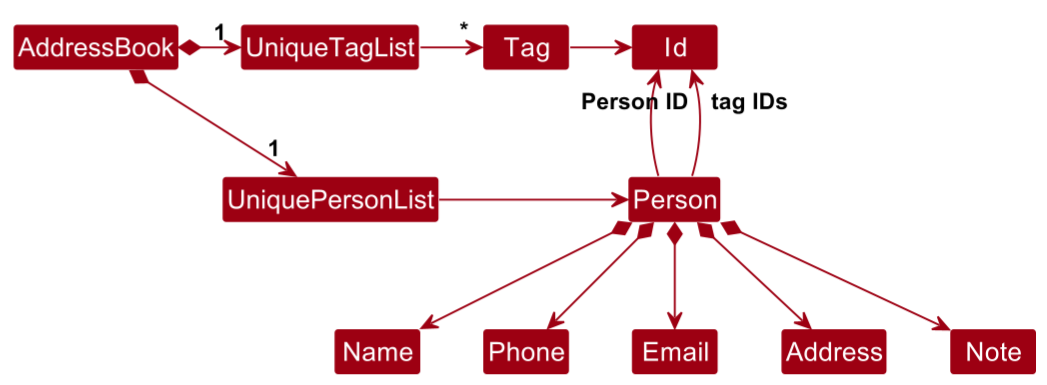 AddressBook
1
UniqueTagList
*
Tag
Id
Person ID
tag IDs
1
UniquePersonList
Person
Name
Phone
Email
Address
Note